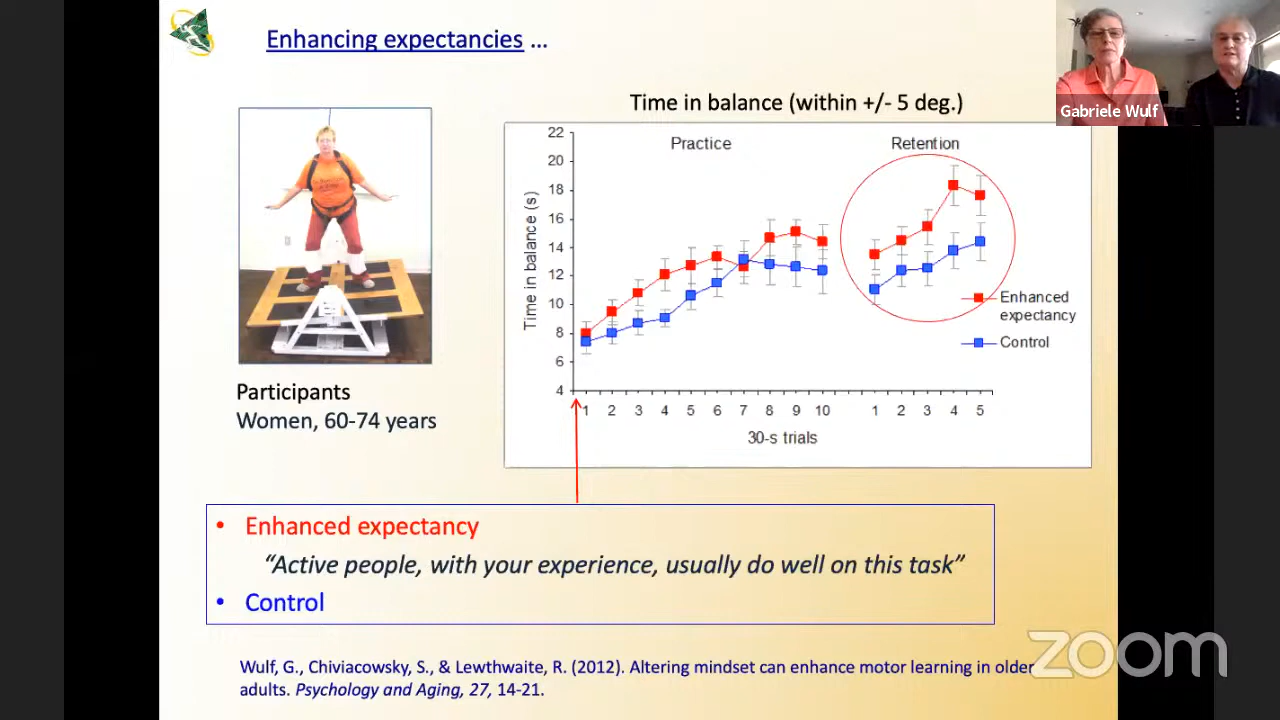 Enhancing expectancies ...
Gabriele Wulf
Time in balance (within +/- 5 deg.)
Practice
Retention
22
20
18
16
14
12
10
8
6
4
Time in balance (s)
1 2 3 4 5 6 7 8 9 10 1 2 3 4 5
30-s trials
Enhanced
expectancy
Control
Participants
Women, 60-74 years
• Enhanced expectancy
“Active people, with your experience, usually do well on this task”
• Control
Wulf, G., Chiviacowsky, S., & Lewthwaite, R. (2012). Altering mindset can enhance motor learning in older
adults. Psychology and Aging, 27, 14-21.
zoom